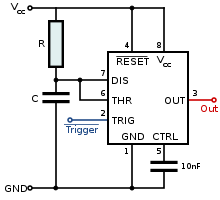 Vcc
R
4
8
RESET
Vcc
7
DIS
3
C
6
THR
OUT
Out
2
TRIG
Trigger
GND
CTRL
1
5
10nF
GND